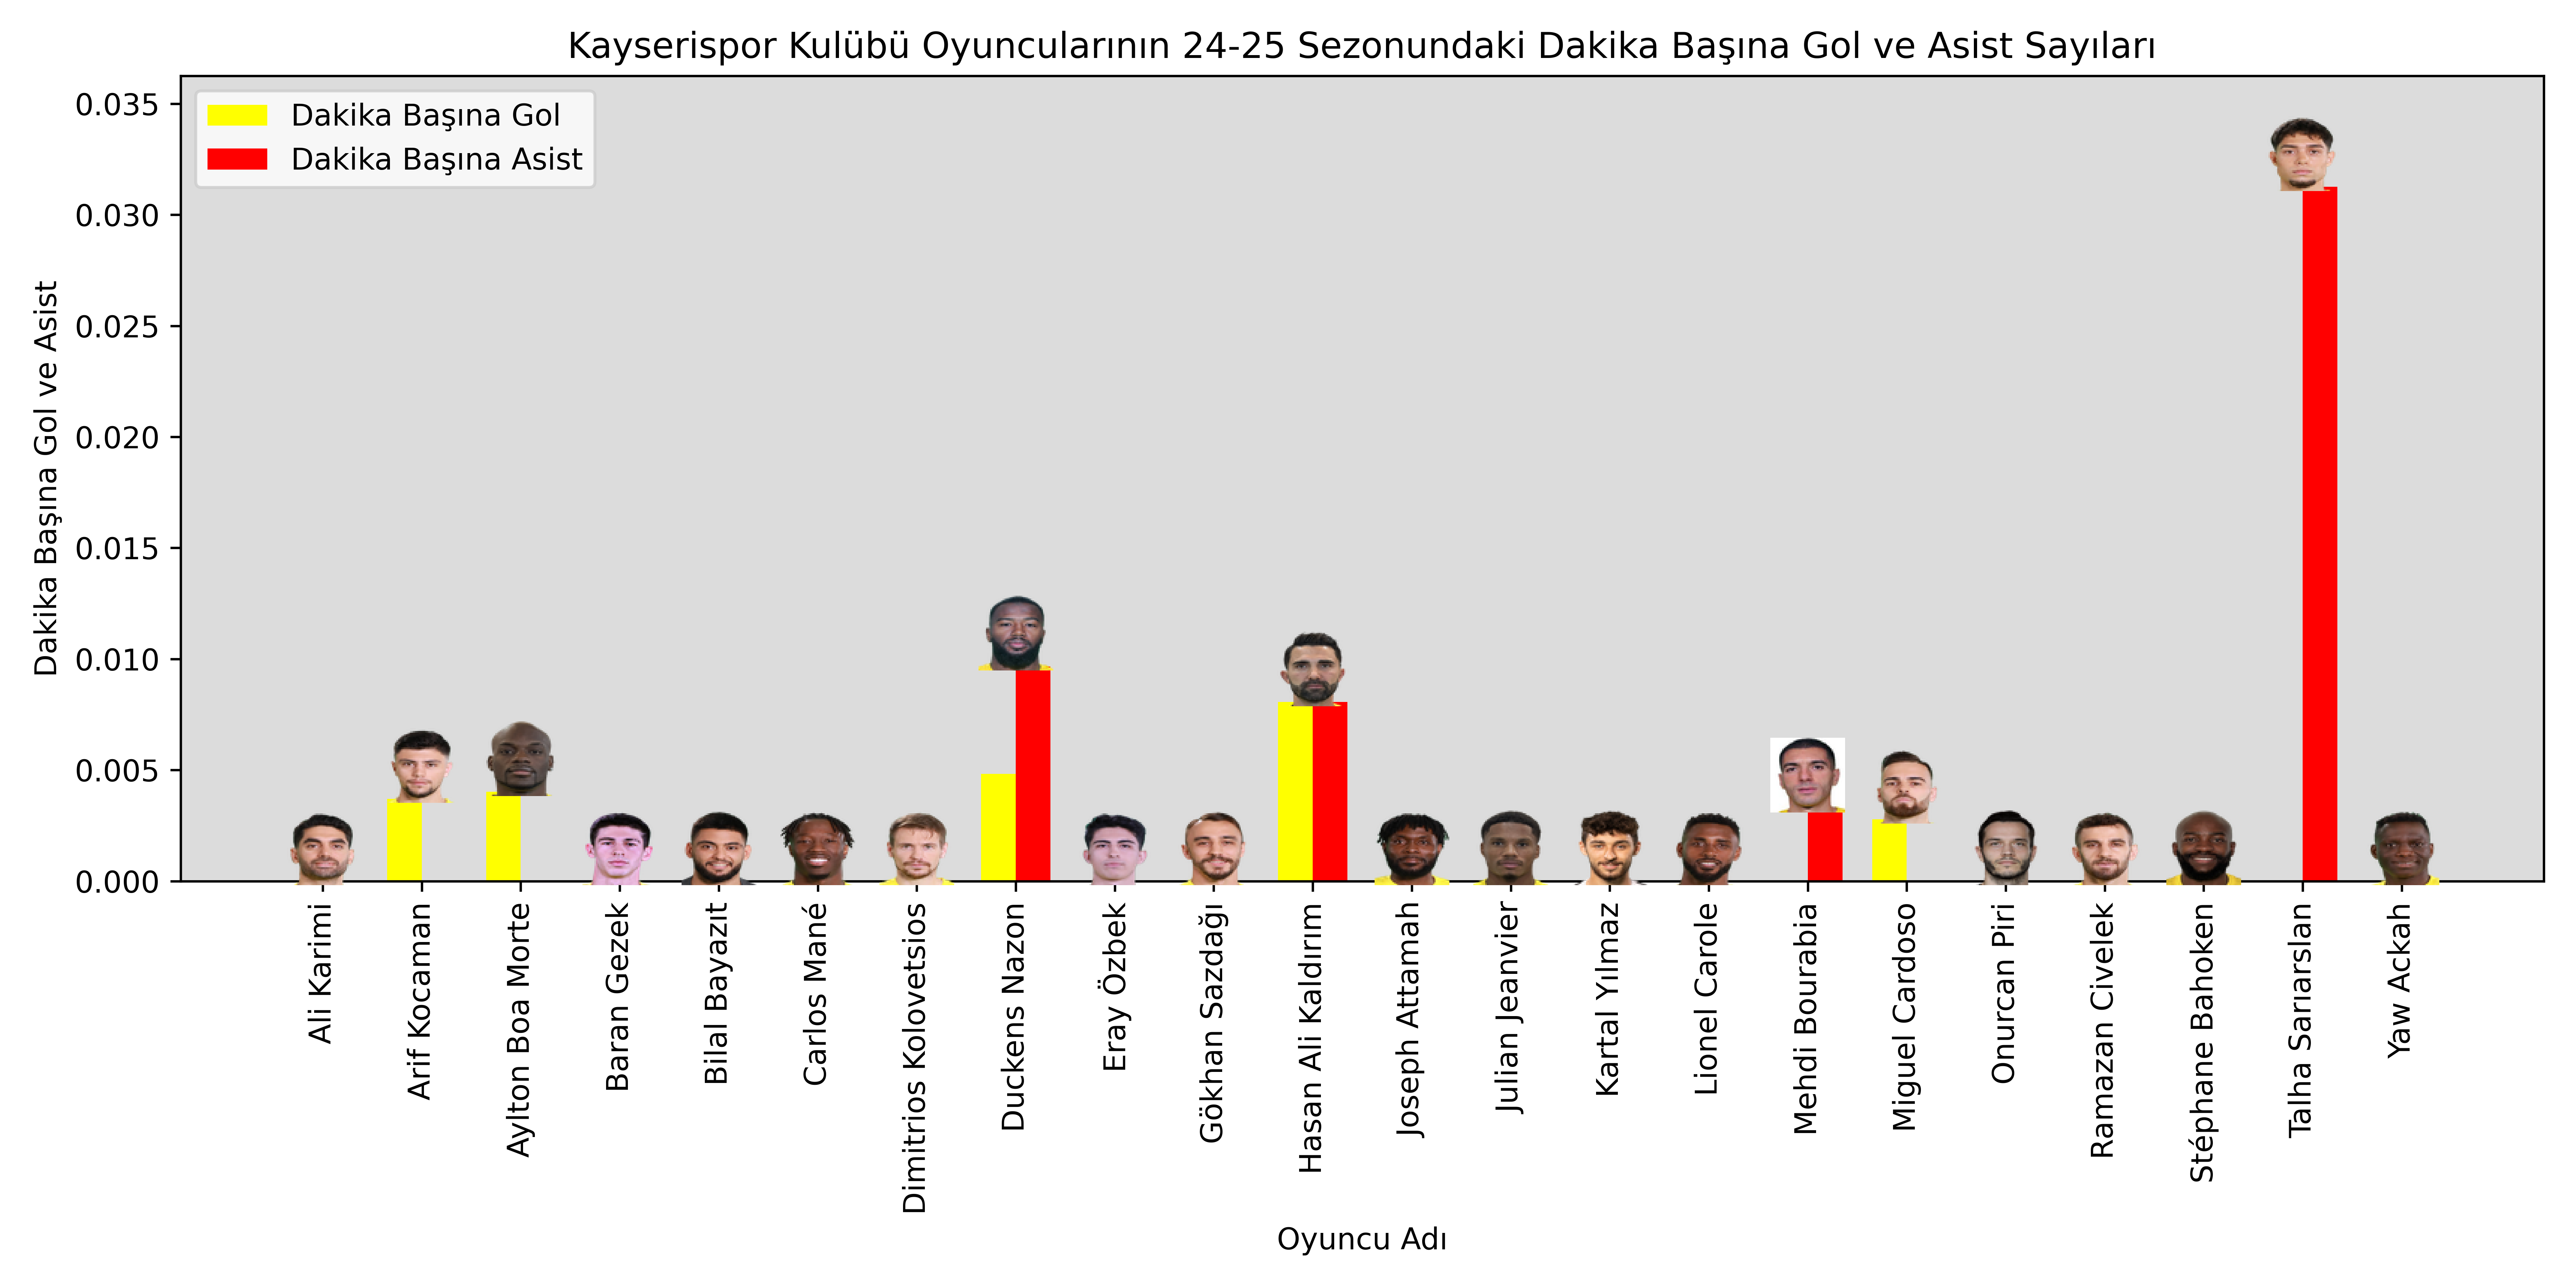 Kayserispor Kulübü Oyuncularının 24-25 Sezonundaki Dakika Başına Gol ve Asist Sayıları
Dakika Başına Gol
Dakika Başına Asist
Dakika Başına Gol ve Asist
0.035
0.030
0.025
0.020
0.015
0.010
0.005
0.000
Ali Karimi
Arif Kocaman
Aylton Boa Morte
Baran Gezek
Bilal Bayazıt
Carlos Mané
Dimitrios Kolovetsios
Duckens Nazon
Eray Özbek
Gökhan Sazdağı
Hasan Ali Kaldırım
Joseph Attamah
Julian Jeanvier
Kartal Yılmaz
Lionel Carole
Mehdi Bourabia
Miguel Cardoso
Onurcan Piri
Ramazan Civelek
Stéphane Bahoken
Talha Sarıarslan
Yaw Ackah
Oyuncu Adı